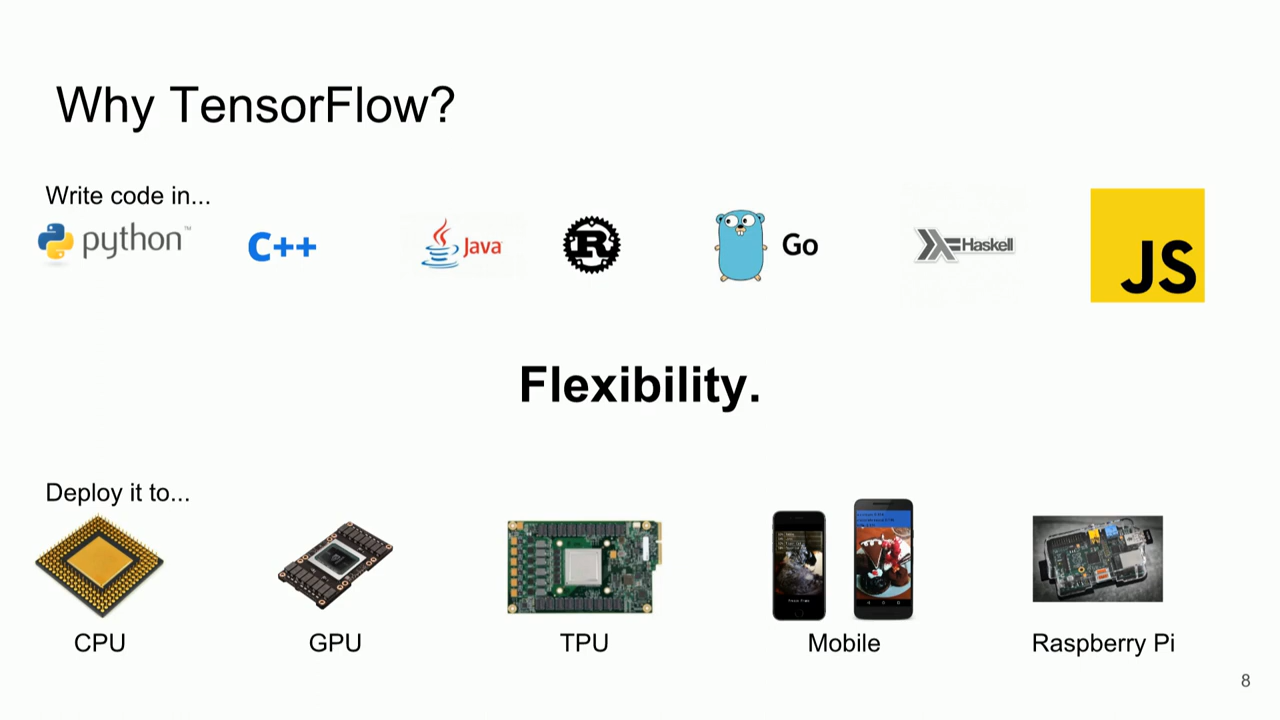 Why TensorFlow?
Write code in...
python™
C++
Java
R
Go
Haskell
JS
Flexibility.
Deploy it to...
CPU
GPU
TPU
Mobile
Raspberry Pi
8